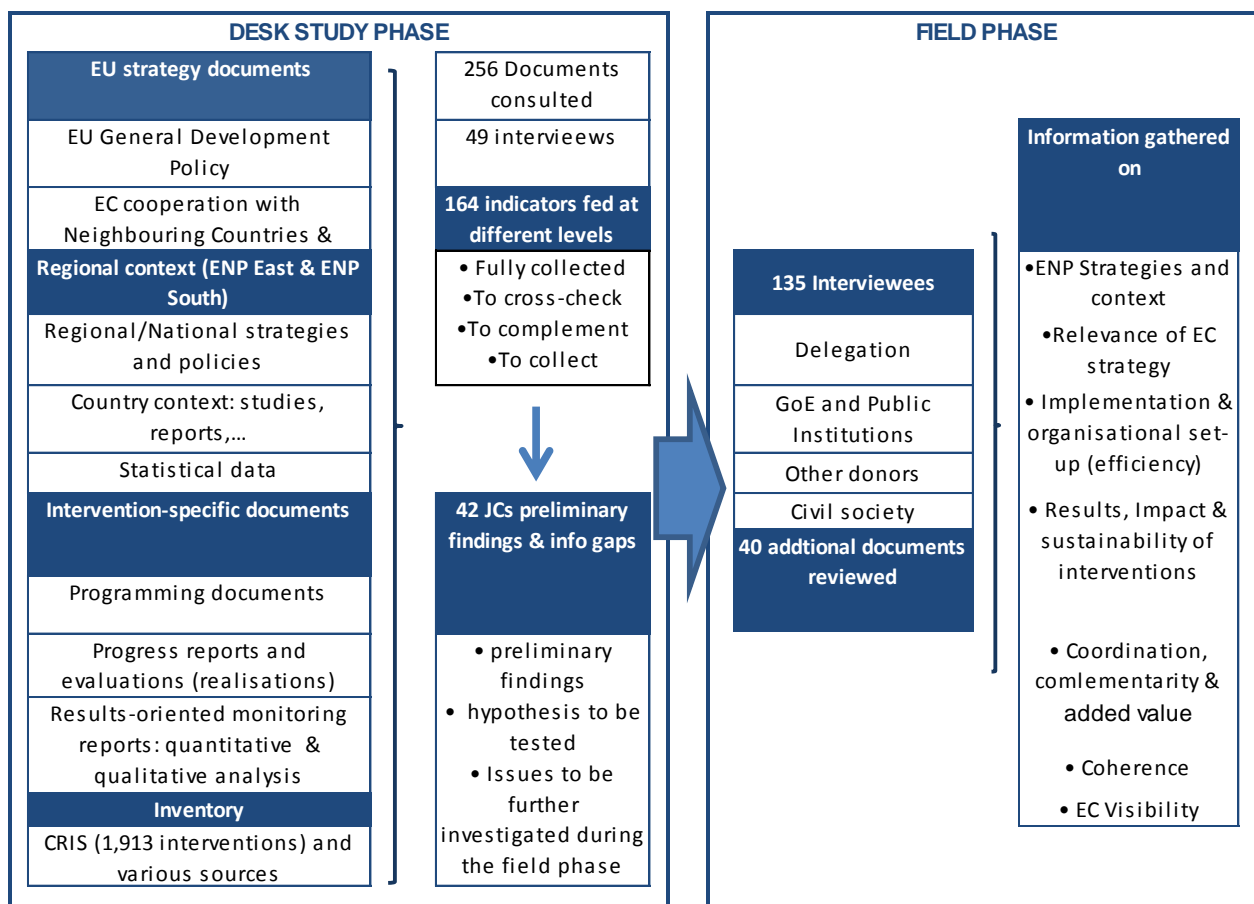 DESK STUDY PHASE
EU strategy documents
EU General Development
Policy
EC cooperation with
Neighbouring Countries &
Regional context (ENP East & ENP
South)
Regional/National strategies
and policies
Country context: studies,
reports,…
Statistical data
Intervention-specific documents
Programming documents
Progress reports and
evaluations (realisations)
Results-oriented monitoring
reports: quantitative &
qualitative analysis
Inventory
CRIS (1,913 interventions) and
various sources
256 Documents
consulted
49 intervieews
164 indicators fed at
different levels
• Fully collected
•To cross-check
•To complement
•To collect
42 JCs preliminary
findings & info gaps
• preliminary
findings
• hypothesis to be
tested
• Issues to be
further
investigated during
the field phase
FIELD PHASE
135 Interviewees
Delegation
GoE and Public
Institutions
Other donors
Civil society
40 addtional documents
reviewed
Information gathered
on
•ENP Strategies and
context
•Relevance of EC
strategy
• Implementation &
organisational set-
up (efficiency)
• Results, Impact &
sustainability of
interventions
• Coordination,
comlementarity &
added value
• Coherence
• EC Visibility